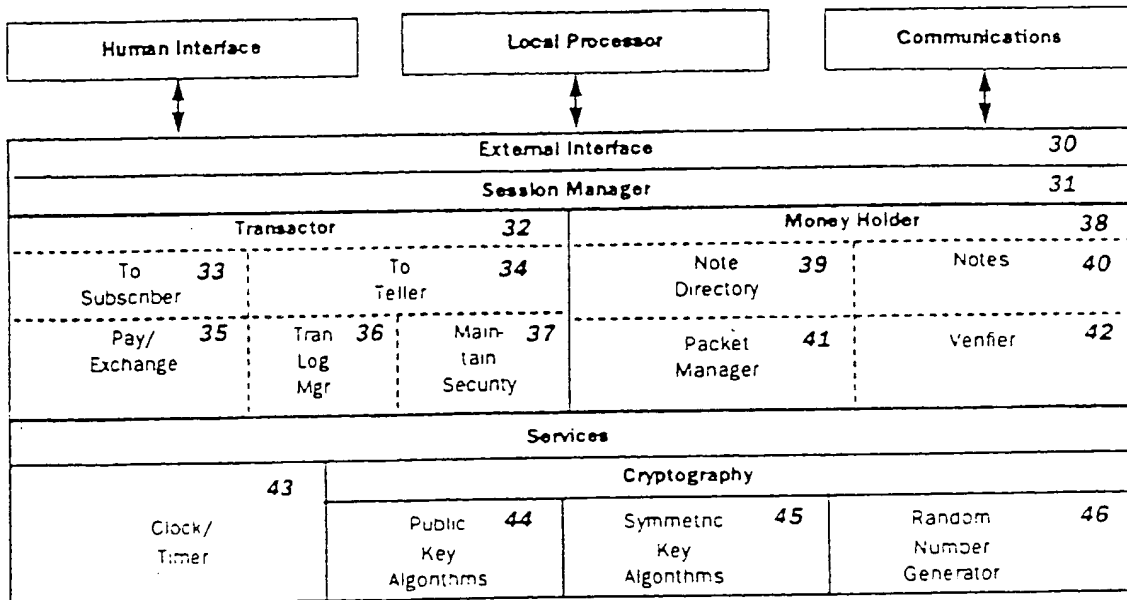 Human Interface
Local Processor
Communications
External Interface 30
Session Manager 31
Transactor 32
Money Holder 38
To 33
Subscriber
To 34
Teller
Note 39
Directory
Notes 40
Pay/ 35
Exchange
Tran 36
Log
Mgr
Main- 37
tain
Security
Packet 41
Manager
Verifier 42
Services
43
Clock/
Timer
Cryptography
Public 44
Key
Algorithms
Symmetric 45
Key
Algorithms
Random 46
Number
Generator